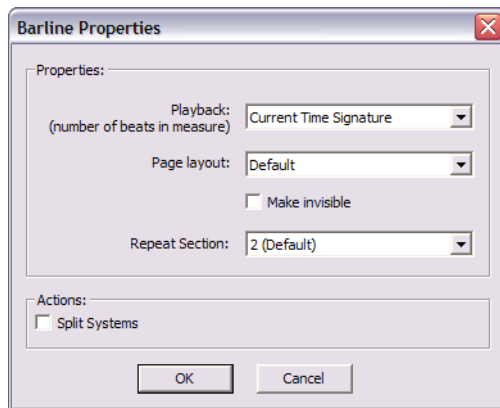 Barline Properties
Properties:
Playback:
(number of beats in measure)
Current Time Signature
Page layout:
Default
Make invisible
Repeat Section:
2 (Default)
Actions:
Split Systems
OK
Cancel